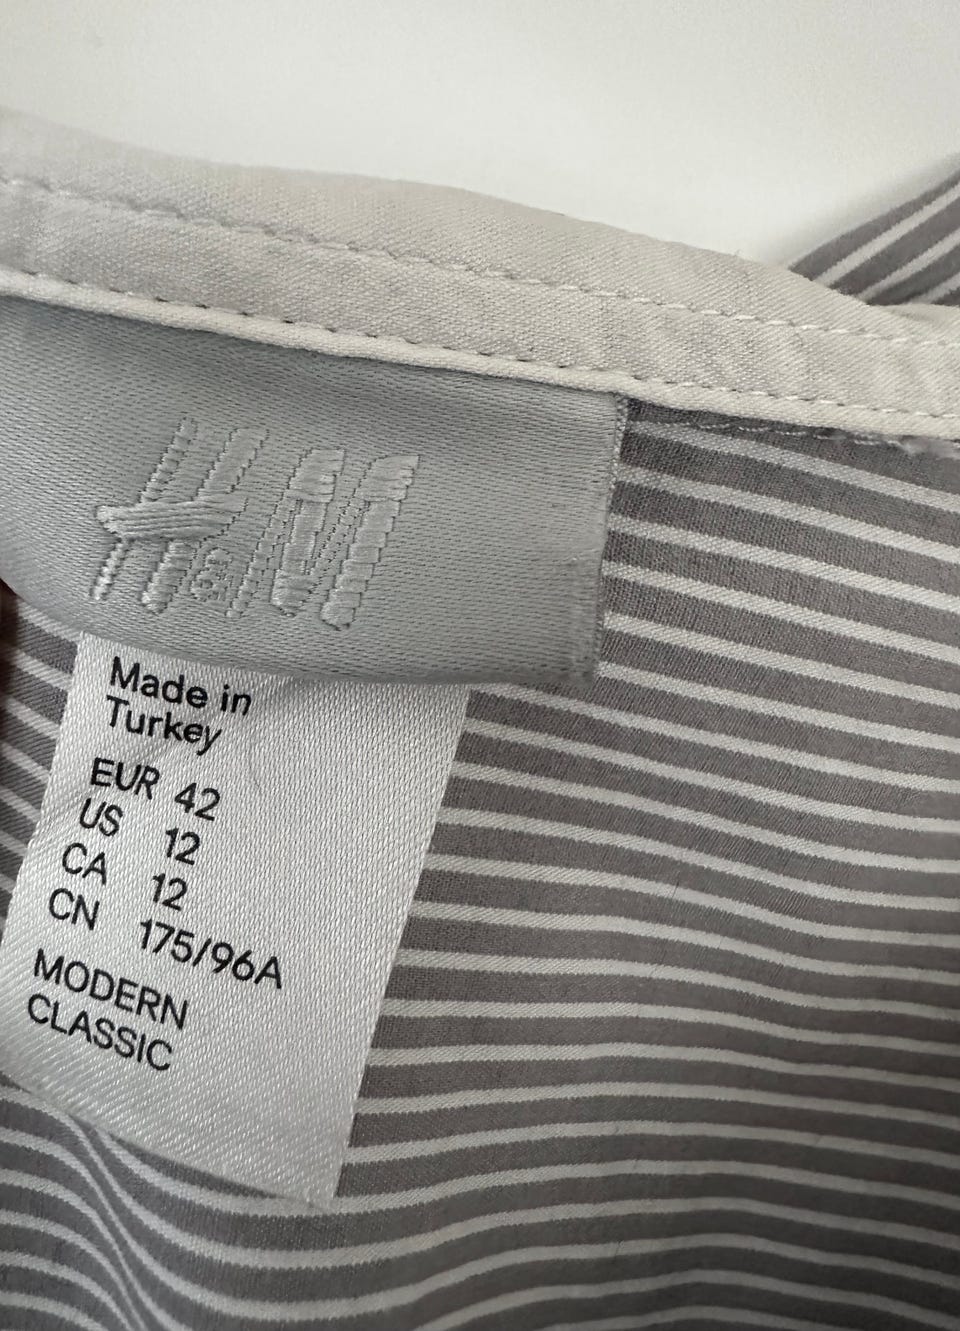 H&M
Made in
Turkey
EUR 42
US 12
CA 12
CN 175/96A
MODERN
CLASSIC